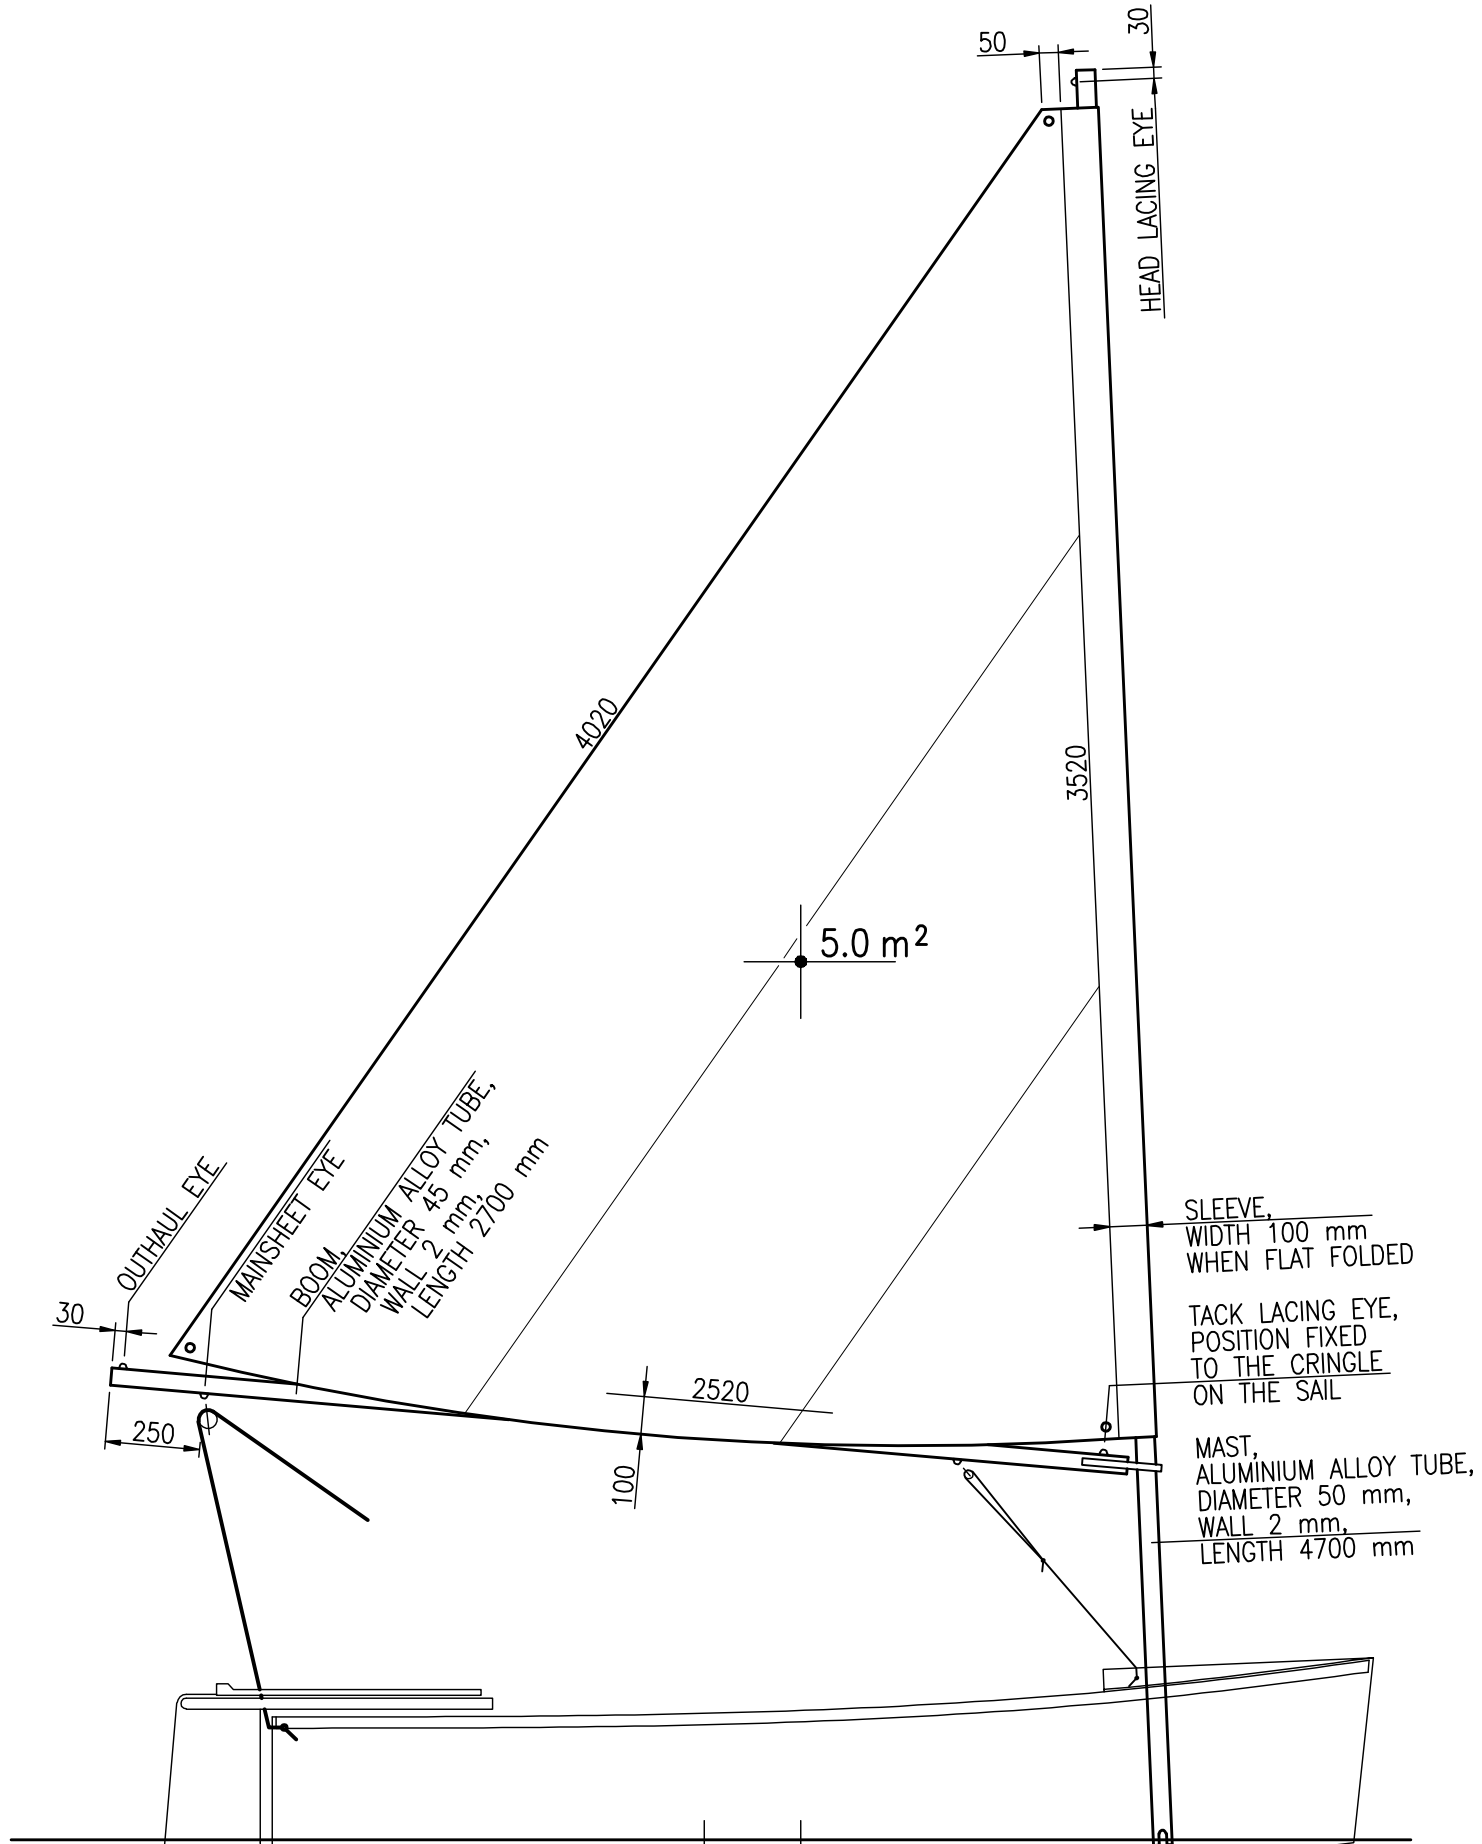 50
30
HEAD LACING EYE
4020
3520
5.0 m²
OUTHAUL EYE
MAINSHEET EYE
BOOM,
ALUMINIUM ALLOY TUBE,
DIAMETER 45 mm,
WALL 2 mm,
LENGTH 2700 mm
30
250
2520
100
SLEEVE,
WIDTH 100 mm
WHEN FLAT FOLDED
TACK LACING EYE,
POSITION FIXED
TO THE CRINGLE
ON THE SAIL
MAST,
ALUMINIUM ALLOY TUBE,
DIAMETER 50 mm,
WALL 2 mm,
LENGTH 4700 mm